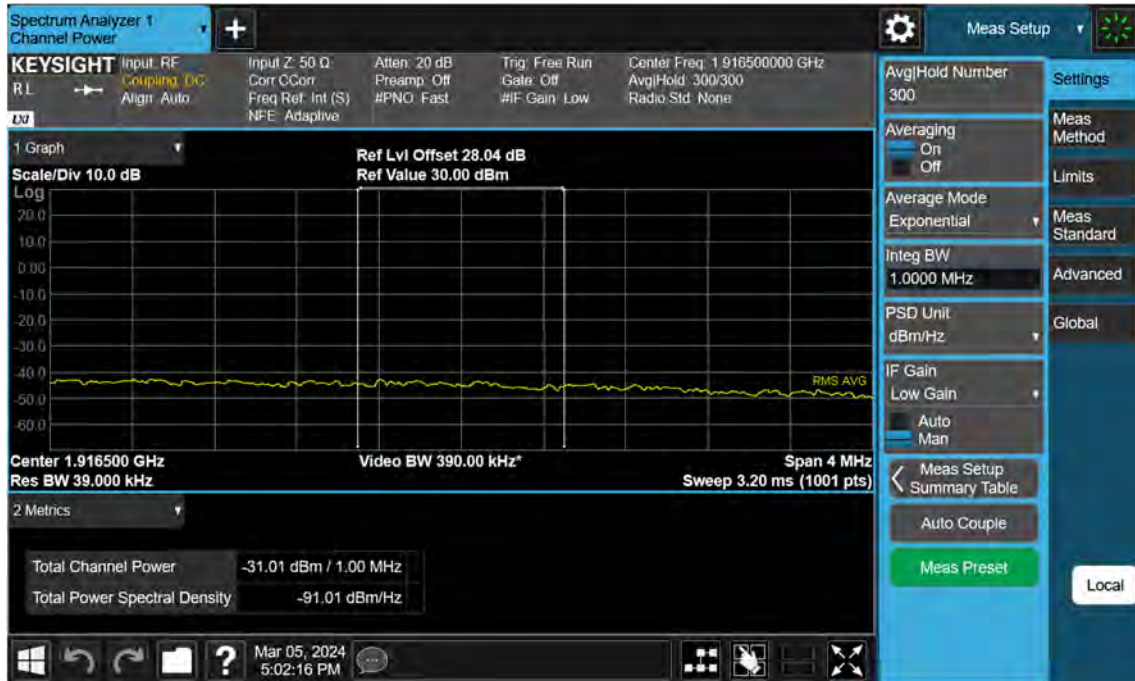 Spectrum Analyzer 1
Channel Power
+
Meas Setup
KEYSIGHT
RL
LXI
Input: RF
Coupling: DC
Align: Auto
Input Z: 50 Ω
Corr CCorr
Freq Ref: Int (S)
NFE: Adaptive
Atten: 20 dB
Preamp: Off
#PNO: Fast
Trig: Free Run
Gate: Off
#IF Gain: Low
Center Freq: 1.916500000 GHz
Avg|Hold: 300/300
Radio Std: None
1 Graph
Scale/Div 10.0 dB
Ref Lvl Offset 28.04 dB
Ref Value 30.00 dBm
Log
20.0
10.0
0.00
-10.0
-20.0
-30.0
-40.0
-50.0
-60.0
RMS AVG
Center 1.916500 GHz
Res BW 39.000 kHz
Video BW 390.00 kHz*
Span 4 MHz
Sweep 3.20 ms (1001 pts)
2 Metrics
Total Channel Power -31.01 dBm / 1.00 MHz
Total Power Spectral Density -91.01 dBm/Hz
?
Mar 05, 2024
5:02:16 PM
Avg|Hold Number
300
Averaging
On
Off
Average Mode
Exponential
Integ BW
1.0000 MHz
PSD Unit
dBm/Hz
IF Gain
Low Gain
Auto
Man
Meas Setup
Summary Table
Auto Couple
Meas Preset
Settings
Meas
Method
Limits
Meas
Standard
Advanced
Global
Local